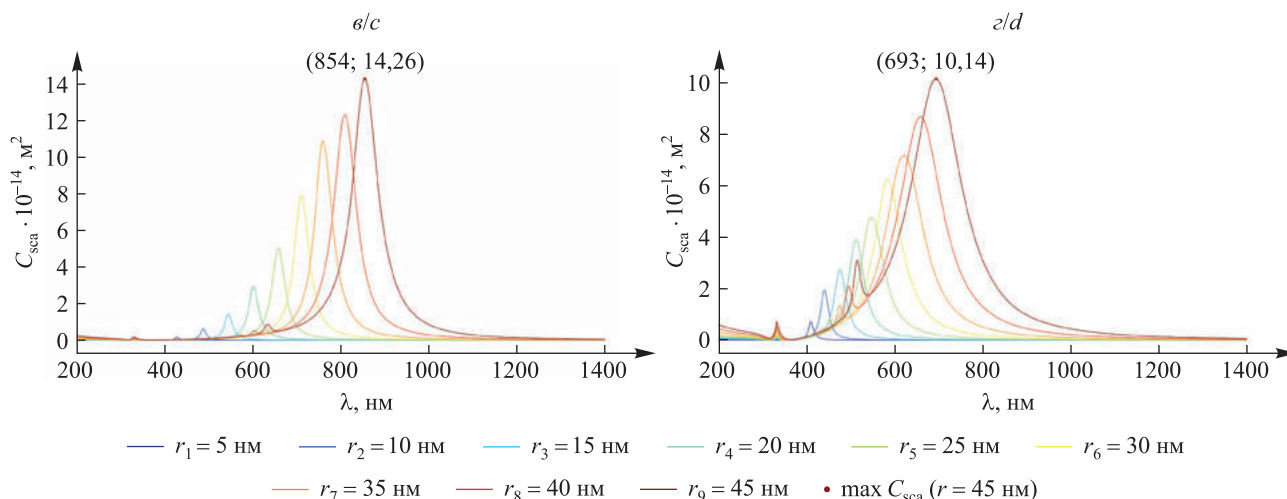 в/c
(854; 14,26)
C_sca · 10⁻¹⁴, м²
14
12
10
8
6
4
2
0
200 400 600 800 1000 1200 1400
λ, нм
г/d
(693; 10,14)
C_sca · 10⁻¹⁴, м²
10
8
6
4
2
0
200 400 600 800 1000 1200 1400
λ, нм
r₁ = 5 нм r₂ = 10 нм r₃ = 15 нм r₄ = 20 нм r₅ = 25 нм r₆ = 30 нм
r₇ = 35 нм r₈ = 40 нм r₉ = 45 нм max C_sca (r = 45 нм)